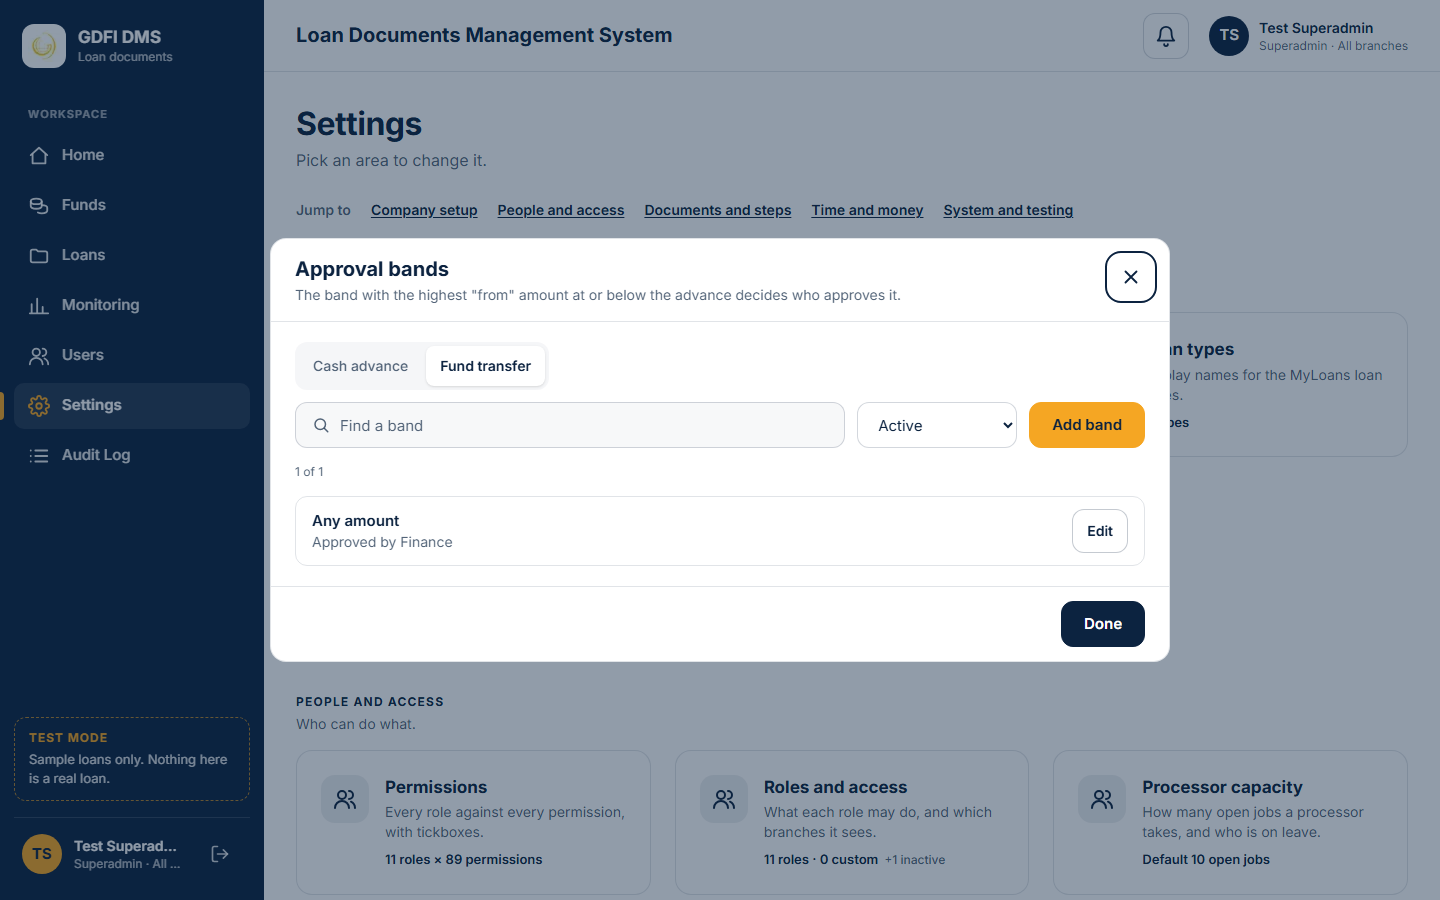 GDFI DMS
Loan documents
WORKSPACE
Home
Funds
Loans
Monitoring
Users
Settings
Audit Log
TEST MODE
Sample loans only. Nothing here
is a real loan.
TS
Test Superad...
Superadmin · All ...
Loan Documents Management System
TS
Test Superadmin
Superadmin · All branches
Settings
Pick an area to change it.
Jump to Company setup People and access Documents and steps Time and money System and testing
Approval bands
The band with the highest "from" amount at or below the advance decides who approves it.
Cash advance Fund transfer
Find a band
Active
Add band
1 of 1
Any amount
Approved by Finance
Edit
Done
types
names for the MyLoans loan
PEOPLE AND ACCESS
Who can do what.
Permissions
Every role against every permission,
with tickboxes.
11 roles × 89 permissions
Roles and access
What each role may do, and which
branches it sees.
11 roles · 0 custom +1 inactive
Processor capacity
How many open jobs a processor
takes, and who is on leave.
Default 10 open jobs